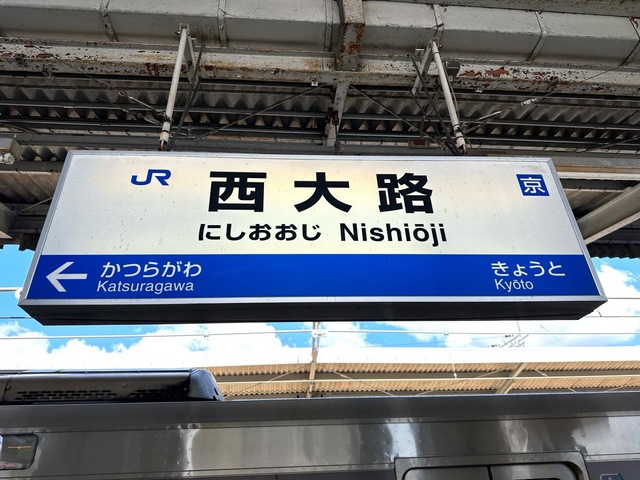 JR 西大路 京
にしおおじ Nishiōji
← かつらがわ きょうと
Katsuragawa Kyōto